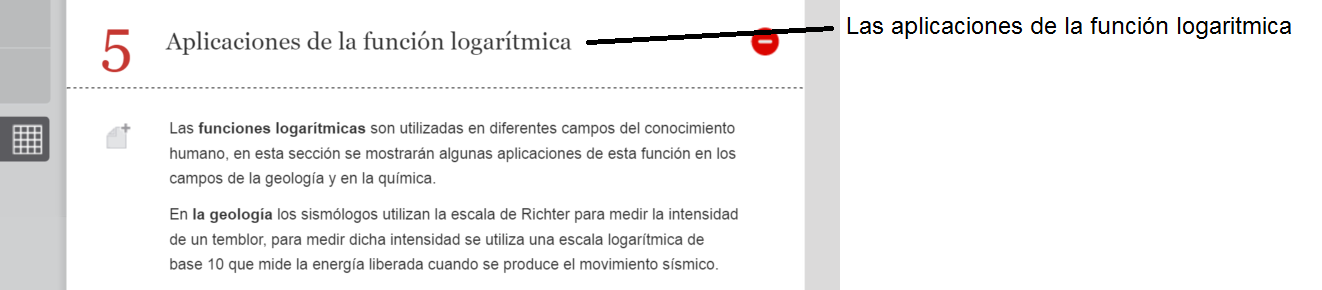 5 Aplicaciones de la función logarítmica
Las aplicaciones de la función logaritmica
Las funciones logarítmicas son utilizadas en diferentes campos del conocimiento
humano, en esta sección se mostrarán algunas aplicaciones de esta función en los
campos de la geología y en la química.
En la geología los sismólogos utilizan la escala de Richter para medir la intensidad
de un temblor, para medir dicha intensidad se utiliza una escala logarítmica de
base 10 que mide la energía liberada cuando se produce el movimiento sísmico.